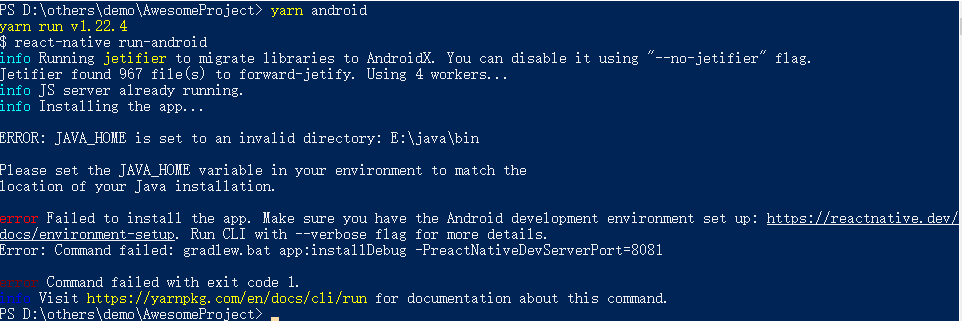 PS D:\others\demo\AwesomeProject> yarn android
yarn run v1.22.4
$ react-native run-android
info Running jetifier to migrate libraries to AndroidX. You can disable it using "--no-jetifier" flag.
Jetifier found 967 file(s) to forward-jetify. Using 4 workers...
info JS server already running.
info Installing the app...
ERROR: JAVA_HOME is set to an invalid directory: E:\java\bin
Please set the JAVA_HOME variable in your environment to match the
location of your Java installation.
error Failed to install the app. Make sure you have the Android development environment set up: https://reactnative.dev/
docs/environment-setup. Run CLI with --verbose flag for more details.
Error: Command failed: gradlew.bat app:installDebug -PreactNativeDevServerPort=8081
error Command failed with exit code 1.
info Visit https://yarnpkg.com/en/docs/cli/run for documentation about this command.
PS D:\others\demo\AwesomeProject>